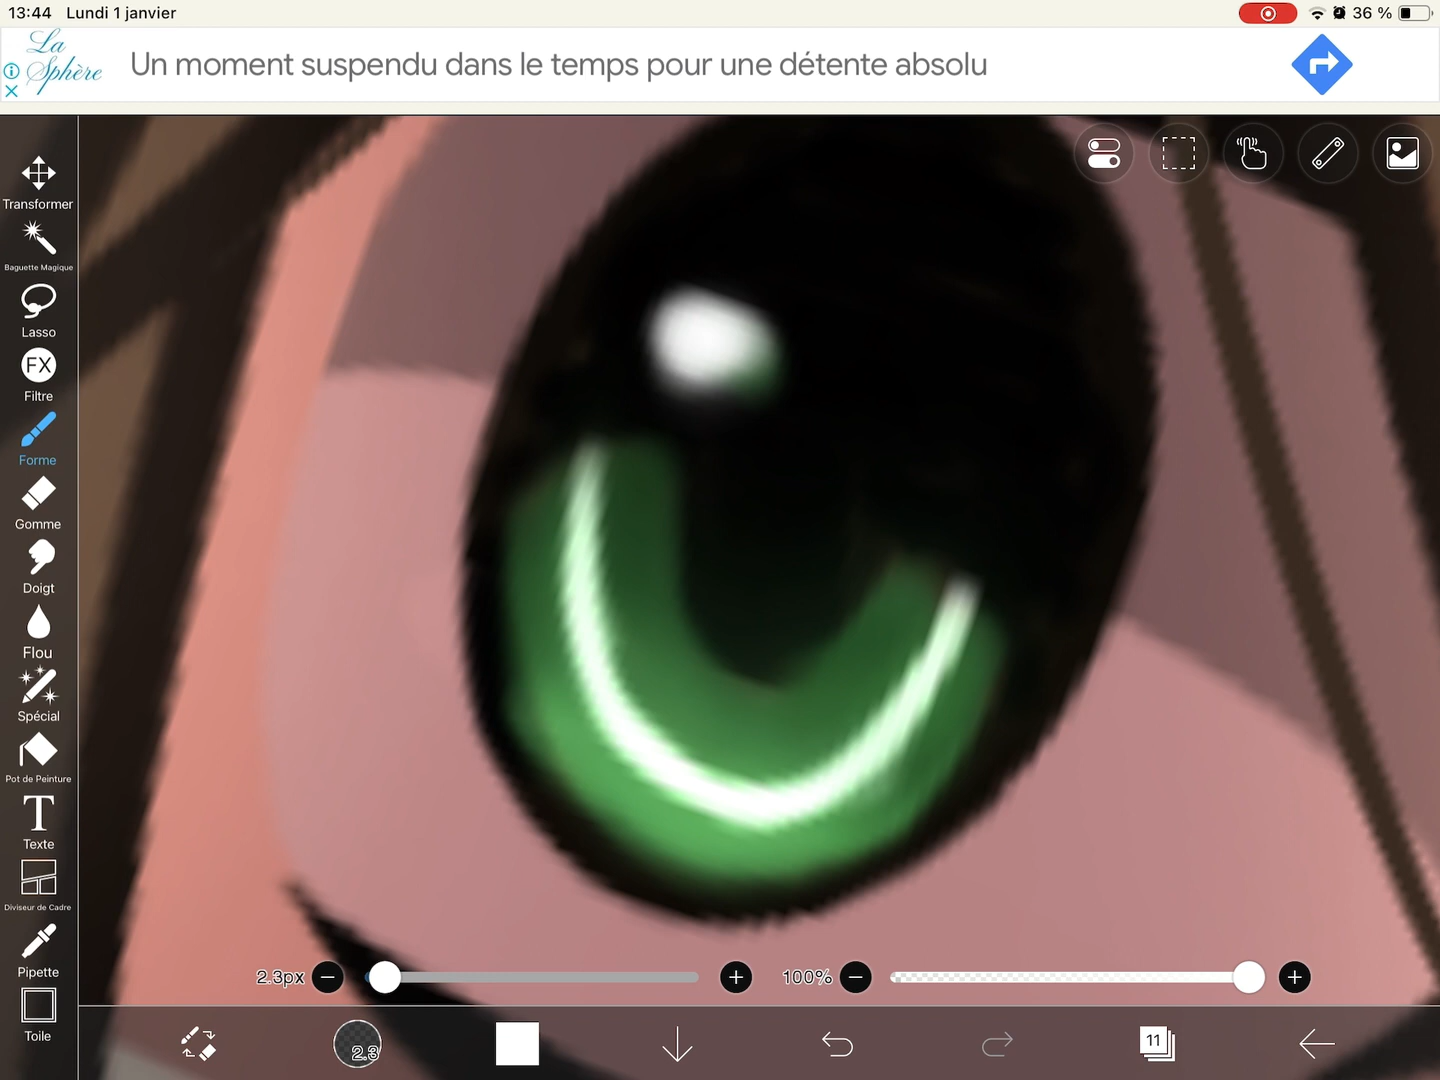 13:44 Lundi 1 janvier
36 %
La
Sphère
Un moment suspendu dans le temps pour une détente absolu
Transformer
Baguette Magique
Lasso
FX
Filtre
Forme
Gomme
Doigt
Flou
Spécial
Pot de Peinture
T
Texte
Diviseur de Cadre
Pipette
Toile
2.3px
100%
2.3
11